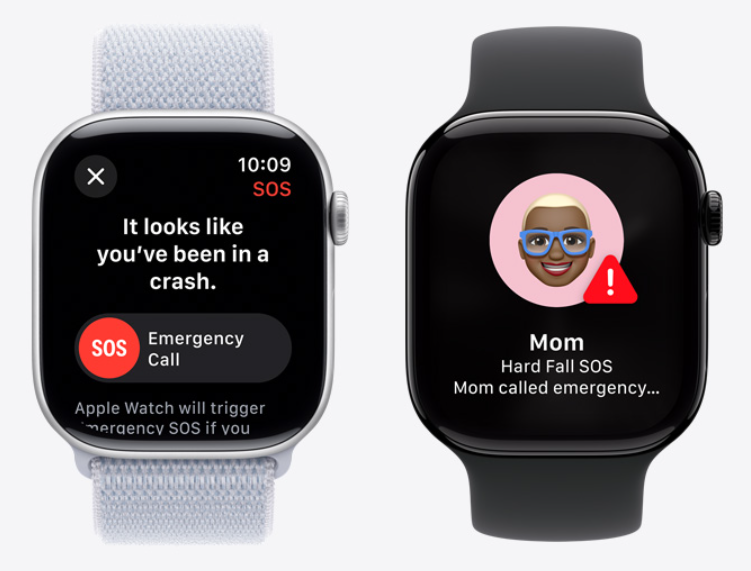 10:09
SOS
It looks like
you've been in a
crash.
SOS
Emergency
Call
Apple Watch will trigger
emergency SOS if you
!
Mom
Hard Fall SOS
Mom called emergency...